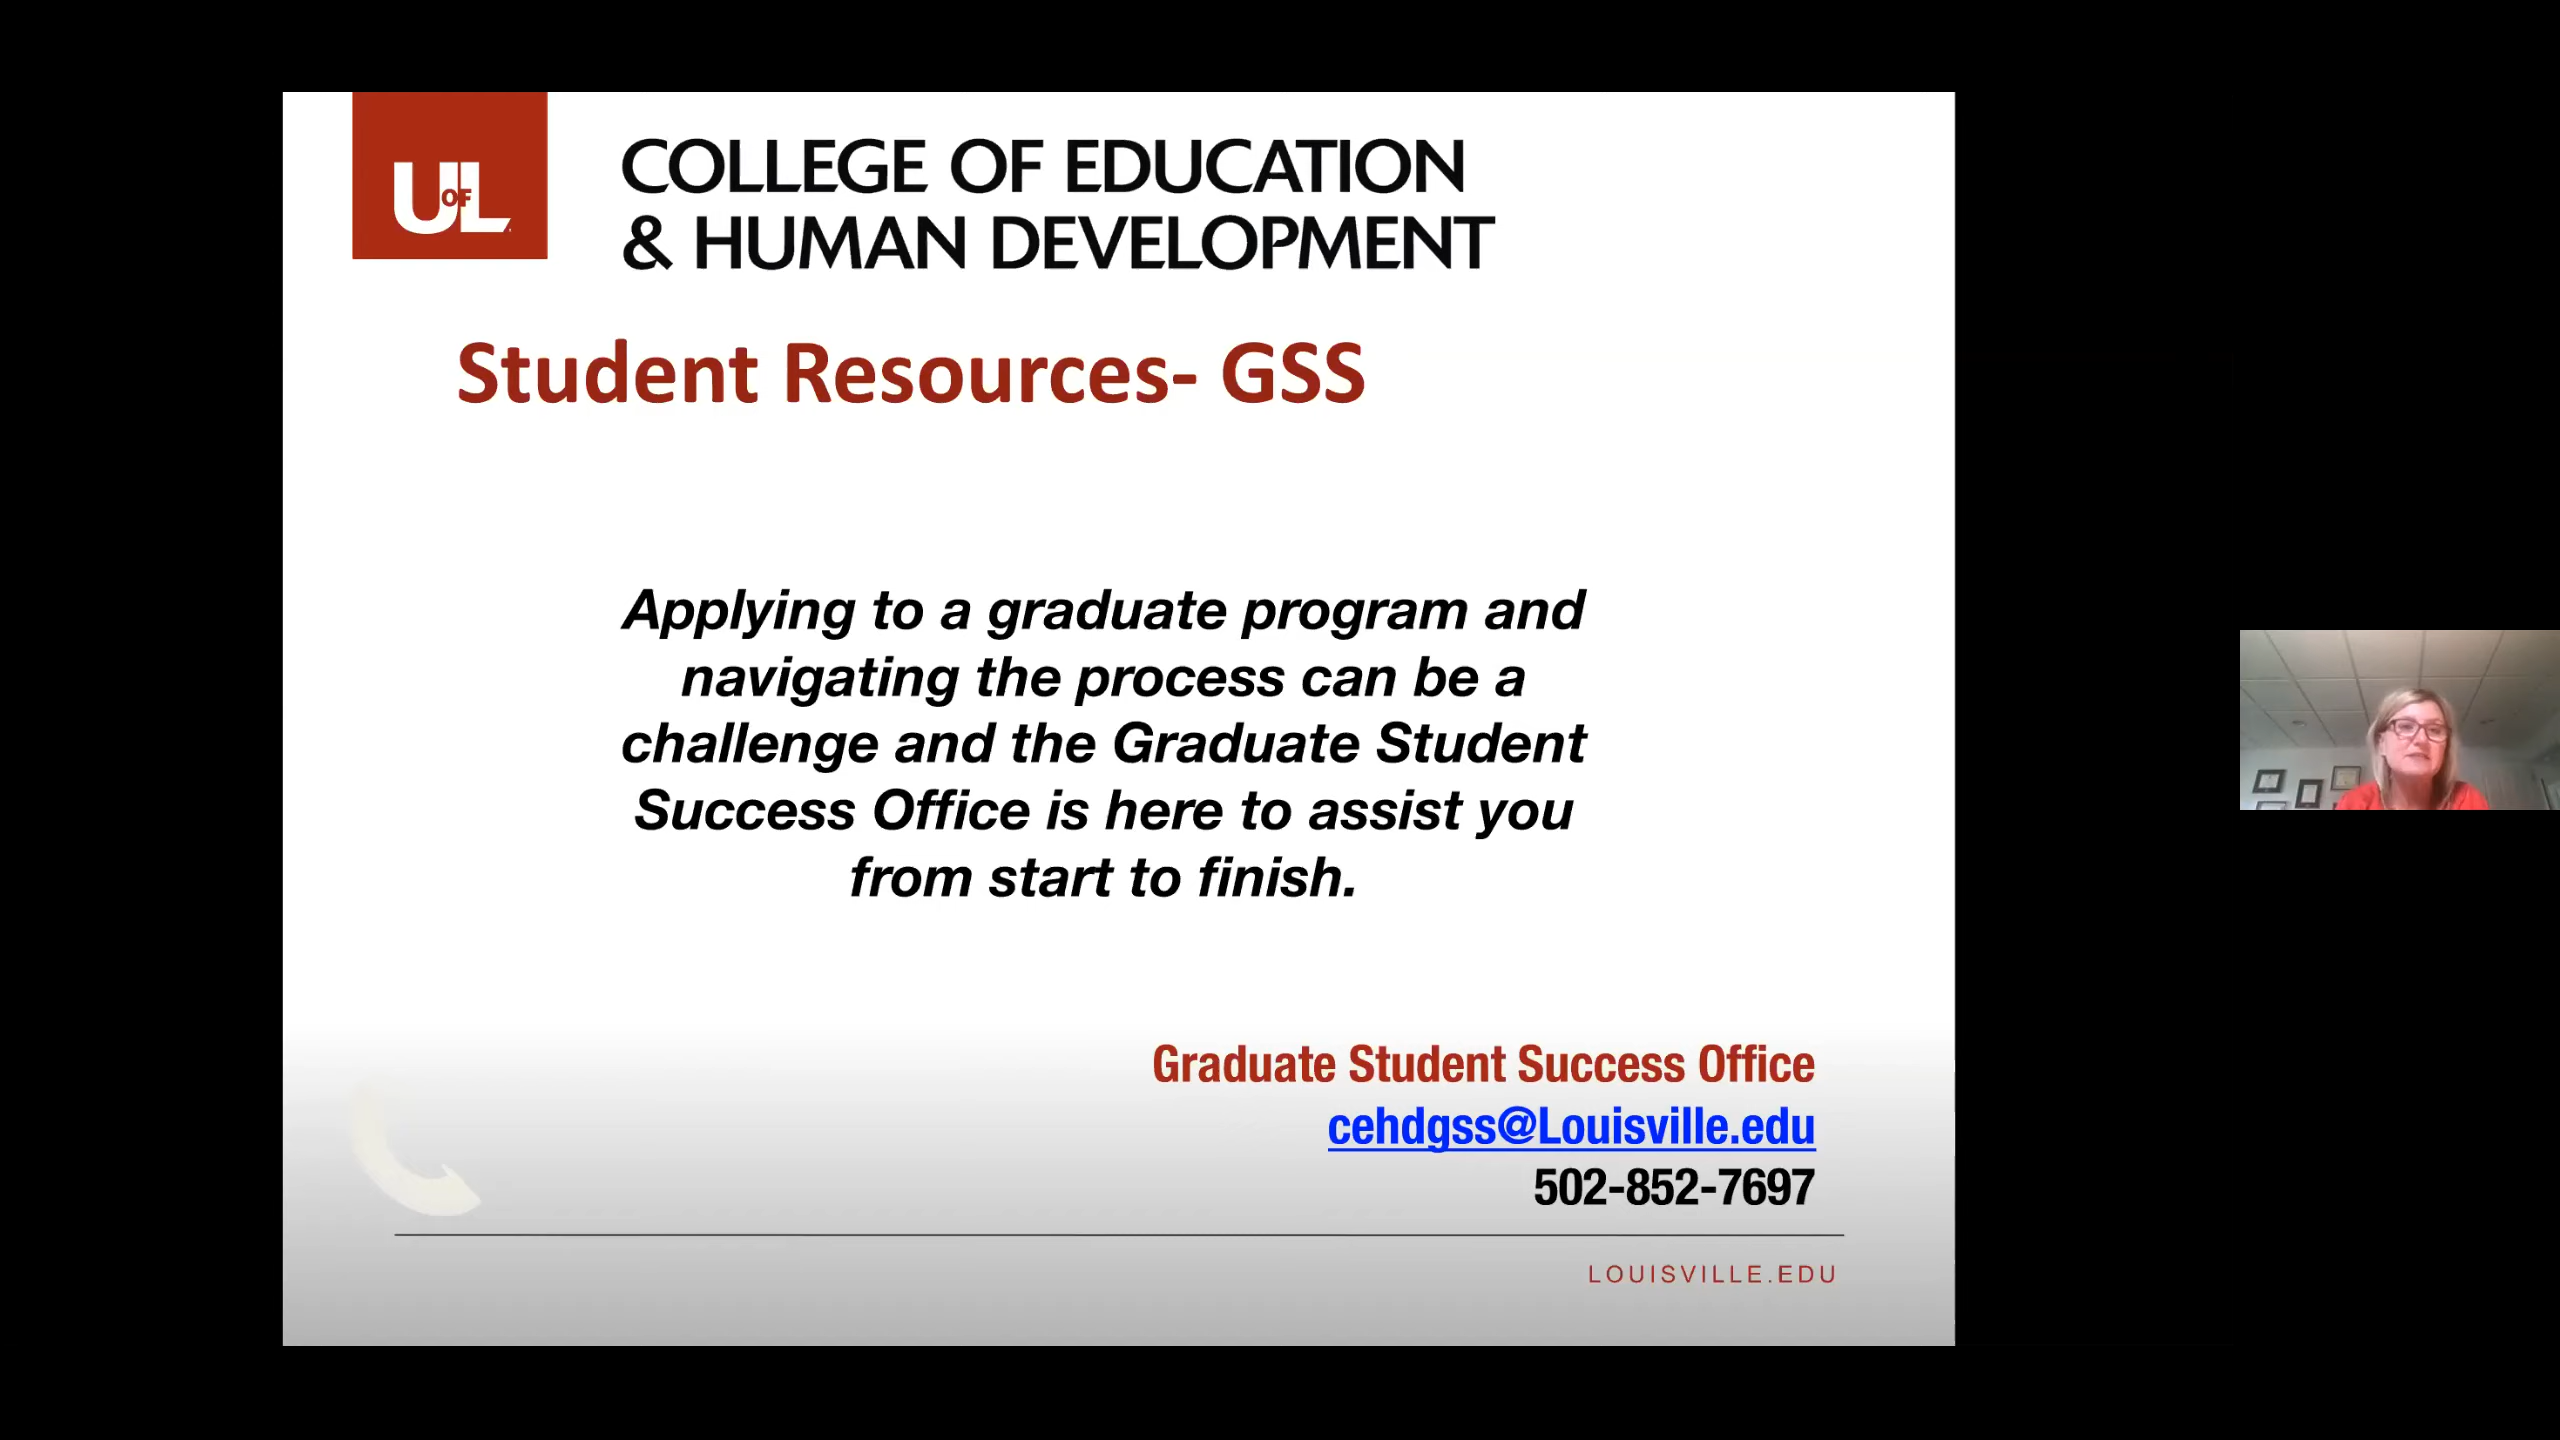 UOFL
COLLEGE OF EDUCATION
& HUMAN DEVELOPMENT
Student Resources- GSS
Applying to a graduate program and
navigating the process can be a
challenge and the Graduate Student
Success Office is here to assist you
from start to finish.
Graduate Student Success Office
cehdgss@Louisville.edu
502-852-7697
LOUISVILLE.EDU